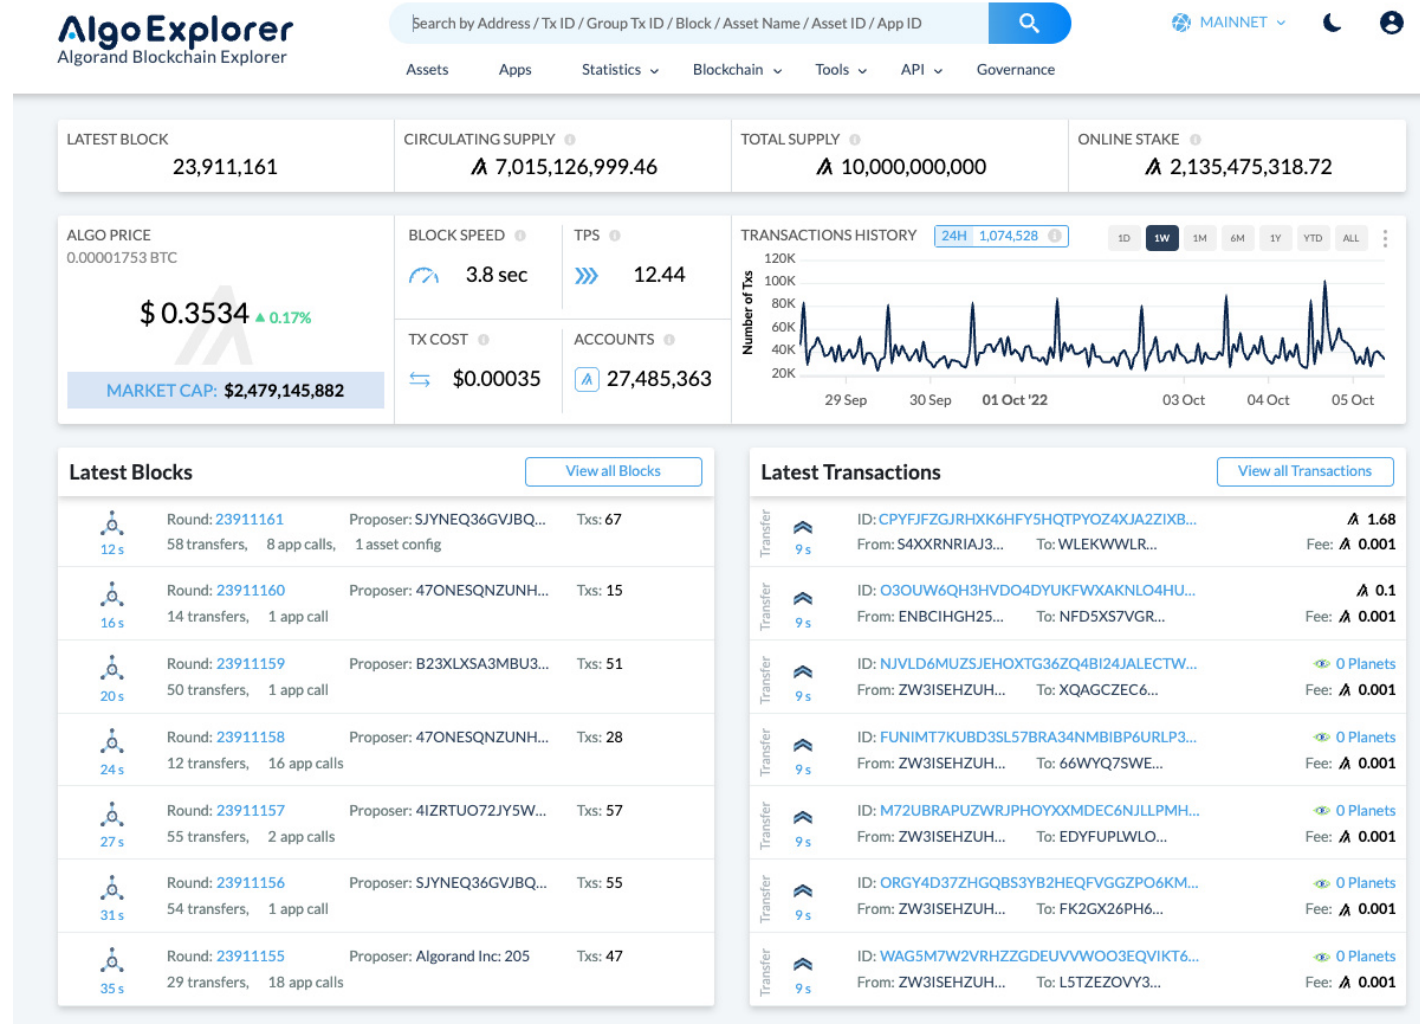 AlgoExplorer
Algorand Blockchain Explorer
Search by Address / Tx ID / Group Tx ID / Block / Asset Name / Asset ID / App ID
MAINNET
Assets Apps Statistics Blockchain Tools API Governance
LATEST BLOCK
23,911,161
CIRCULATING SUPPLY
7,015,126,999.46
TOTAL SUPPLY
10,000,000,000
ONLINE STAKE
2,135,475,318.72
ALGO PRICE
0.00001753 BTC
$ 0.3534 0.17%
MARKET CAP: $2,479,145,882
BLOCK SPEED
3.8 sec
TPS
12.44
TX COST
$0.00035
ACCOUNTS
27,485,363
TRANSACTIONS HISTORY 24H 1,074,528 1D 1W 1M 6M 1Y YTD ALL
Number of Txs
120K
100K
80K
60K
40K
20K
29 Sep 30 Sep 01 Oct '22 03 Oct 04 Oct 05 Oct
Latest Blocks View all Blocks
Round: 23911161 Proposer: SJYNEQ36GVJBQ... Txs: 67
12 s 58 transfers, 8 app calls, 1 asset config
Round: 23911160 Proposer: 47ONESQNZUNH... Txs: 15
16 s 14 transfers, 1 app call
Round: 23911159 Proposer: B23XLXSA3MBU3... Txs: 51
20 s 50 transfers, 1 app call
Round: 23911158 Proposer: 47ONESQNZUNH... Txs: 28
24 s 12 transfers, 16 app calls
Round: 23911157 Proposer: 4IZRTUO72JY5W... Txs: 57
27 s 55 transfers, 2 app calls
Round: 23911156 Proposer: SJYNEQ36GVJBQ... Txs: 55
31 s 54 transfers, 1 app call
Round: 23911155 Proposer: Algorand Inc: 205 Txs: 47
35 s 29 transfers, 18 app calls
Latest Transactions View all Transactions
Transfer ID: CPYFJFZGJRHXK6HFY5HQTPYOZ4XJA2ZIXB... 1.68
9 s From: S4XXRNRIAJ3... To: WLEKWWLR... Fee: 0.001
Transfer ID: O3OUW6QH3HVDO4DYUKFWXAKNLO4HU... 0.1
9 s From: ENBCIHGH25... To: NFD5XS7VGR... Fee: 0.001
Transfer ID: NJVLD6MUZSJEHOXTG36ZQ4BI24JALECTW... 0 Planets
9 s From: ZW3ISEHZUH... To: XQAGCZEC6... Fee: 0.001
Transfer ID: FUNIMT7KUBD3SL57BRA34NMBIBP6URLP3... 0 Planets
9 s From: ZW3ISEHZUH... To: 66WYQ7SWE... Fee: 0.001
Transfer ID: M72UBRAPUZWRJPHOYXXMDEC6NJLLPMH... 0 Planets
9 s From: ZW3ISEHZUH... To: EDYFUPLWLO... Fee: 0.001
Transfer ID: ORGY4D37ZHGQBS3YB2HEQFVGGZPO6KM... 0 Planets
9 s From: ZW3ISEHZUH... To: FK2GX26PH6... Fee: 0.001
Transfer ID: WAG5M7W2VRHZZGDEUVVWOO3EQVIKT6... 0 Planets
9 s From: ZW3ISEHZUH... To: L5TZEZOVY3... Fee: 0.001